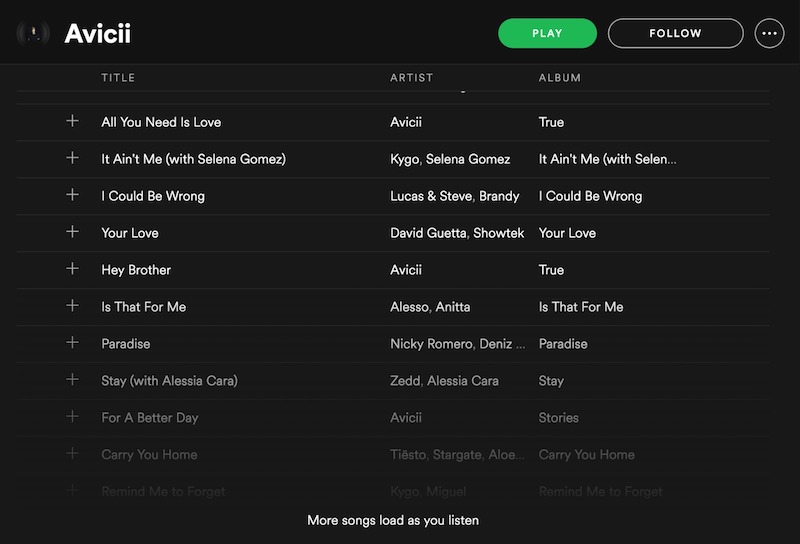 Avicii
PLAY
FOLLOW
TITLE ARTIST ALBUM
All You Need Is Love Avicii True
It Ain't Me (with Selena Gomez) Kygo, Selena Gomez It Ain't Me (with Selen...
I Could Be Wrong Lucas & Steve, Brandy I Could Be Wrong
Your Love David Guetta, Showtek Your Love
Hey Brother Avicii True
Is That For Me Alesso, Anitta Is That For Me
Paradise Nicky Romero, Deniz ... Paradise
Stay (with Alessia Cara) Zedd, Alessia Cara Stay
For A Better Day Avicii Stories
Carry You Home Tiësto, Stargate, Aloe... Carry You Home
Remind Me to Forget Kygo, Miguel Remind Me to Forget
More songs load as you listen